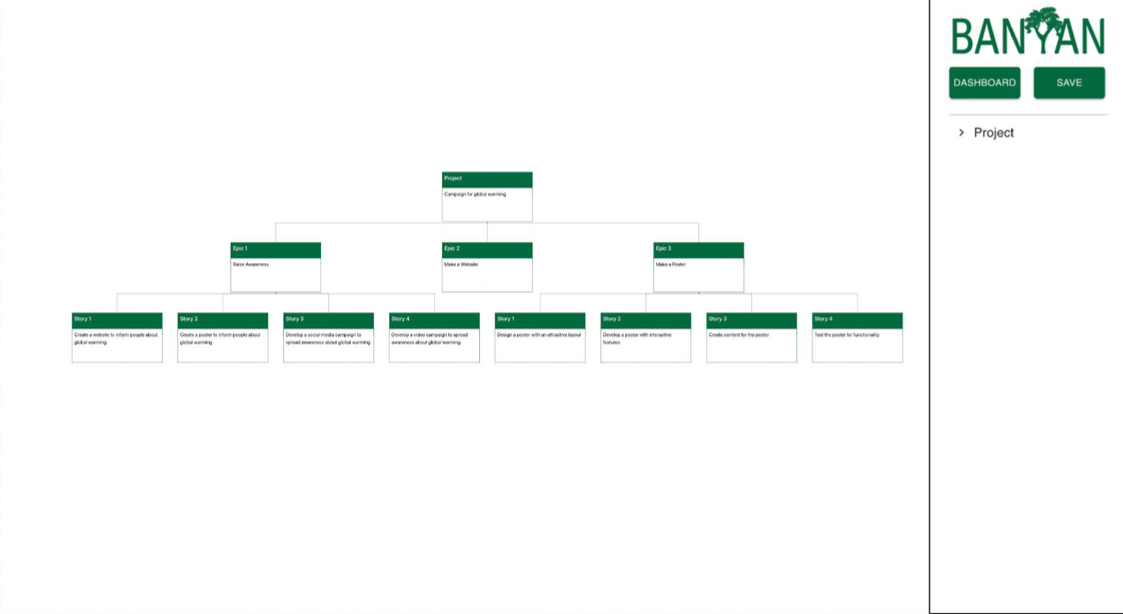 BANYAN
DASHBOARD
SAVE
Project
Project
Campaign for global warming
Epic 1
Raise Awareness
Epic 2
Make a Website
Epic 3
Make a Poster
Story 1
Create a website to inform people about
global warming
Story 2
Create a poster to inform people about
global warming
Story 3
Develop a social media campaign to
spread awareness about global warming
Story 4
Develop a video campaign to spread
awareness about global warming
Story 1
Design a poster with an attractive layout
Story 2
Develop a poster with interactive
features
Story 3
Create content for the poster
Story 4
Test the poster for functionality